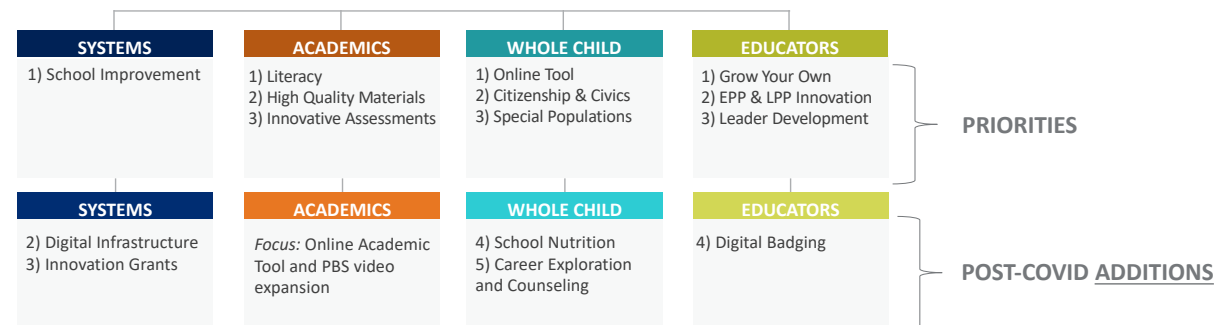 SYSTEMS
1) School Improvement
ACADEMICS
1) Literacy
2) High Quality Materials
3) Innovative Assessments
WHOLE CHILD
1) Online Tool
2) Citizenship & Civics
3) Special Populations
EDUCATORS
1) Grow Your Own
2) EPP & LPP Innovation
3) Leader Development
PRIORITIES
SYSTEMS
2) Digital Infrastructure
3) Innovation Grants
ACADEMICS
Focus: Online Academic
Tool and PBS video
expansion
WHOLE CHILD
4) School Nutrition
5) Career Exploration
and Counseling
EDUCATORS
4) Digital Badging
POST-COVID ADDITIONS